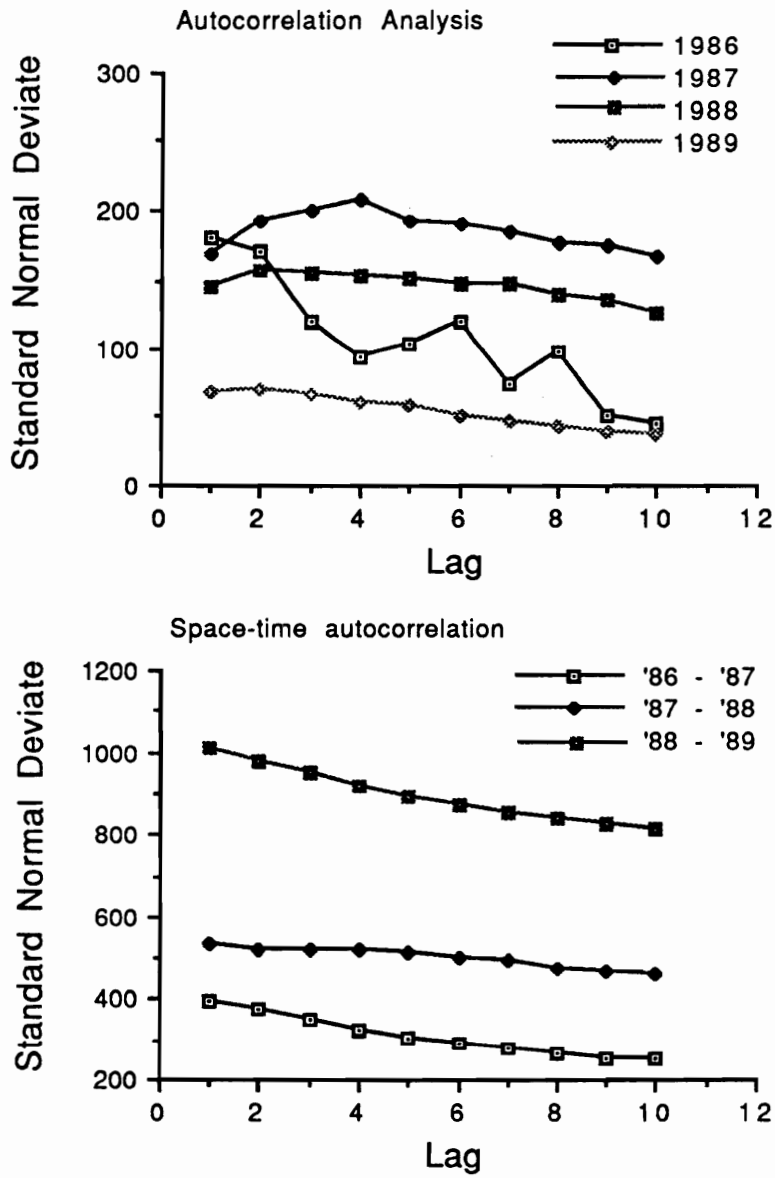 Autocorrelation Analysis
1986
1987
1988
1989
Standard Normal Deviate
300
200
100
0
0 2 4 6 8 10 12
Lag
Space-time autocorrelation
'86 - '87
'87 - '88
'88 - '89
Standard Normal Deviate
1200
1000
800
600
400
200
0 2 4 6 8 10 12
Lag